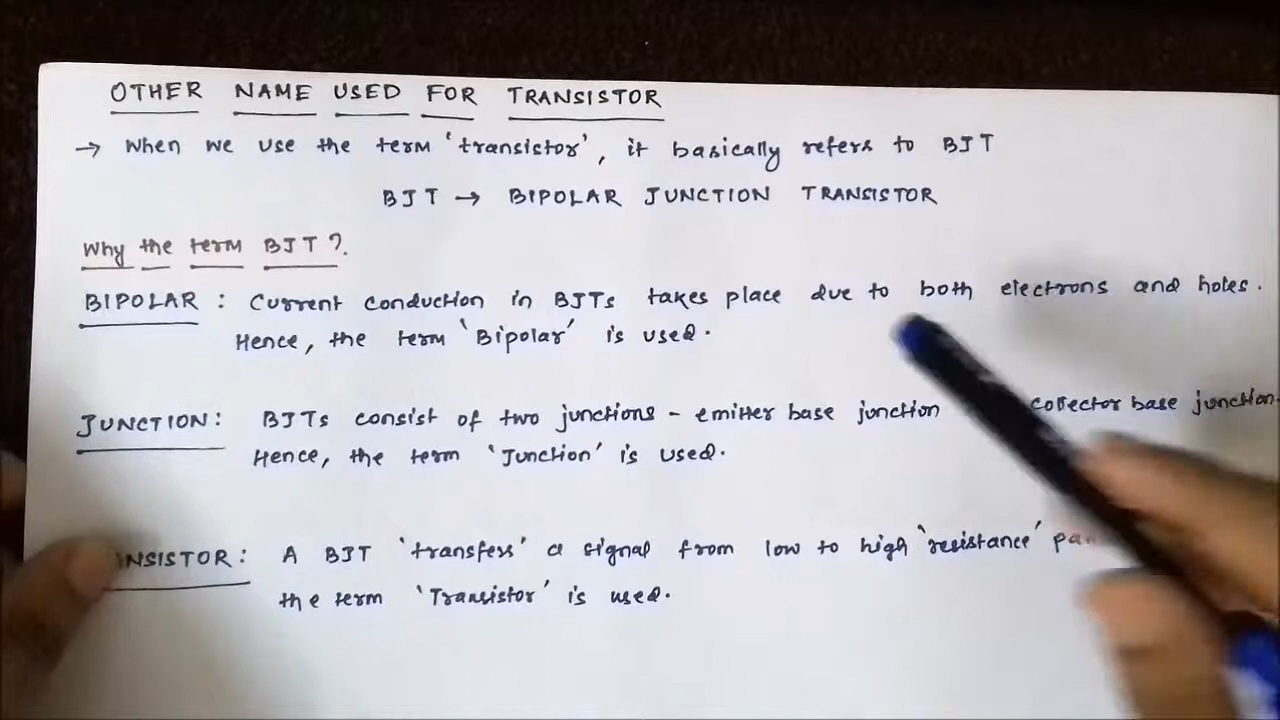 OTHER NAME USED FOR TRANSISTOR
→ When we use the term 'transistor', it basically refers to BJT
BJT → BIPOLAR JUNCTION TRANSISTOR
Why the term BJT?.
BIPOLAR : Current conduction in BJTs takes place due to both electrons and holes.
Hence, the term 'Bipolar' is used.
JUNCTION: BJTs consist of two junctions - emitter base junction collector base junction.
Hence, the term 'Junction' is used.
NSISTOR: A BJT 'transfers' a signal from low to high 'resistance'
the term 'Transistor' is used.